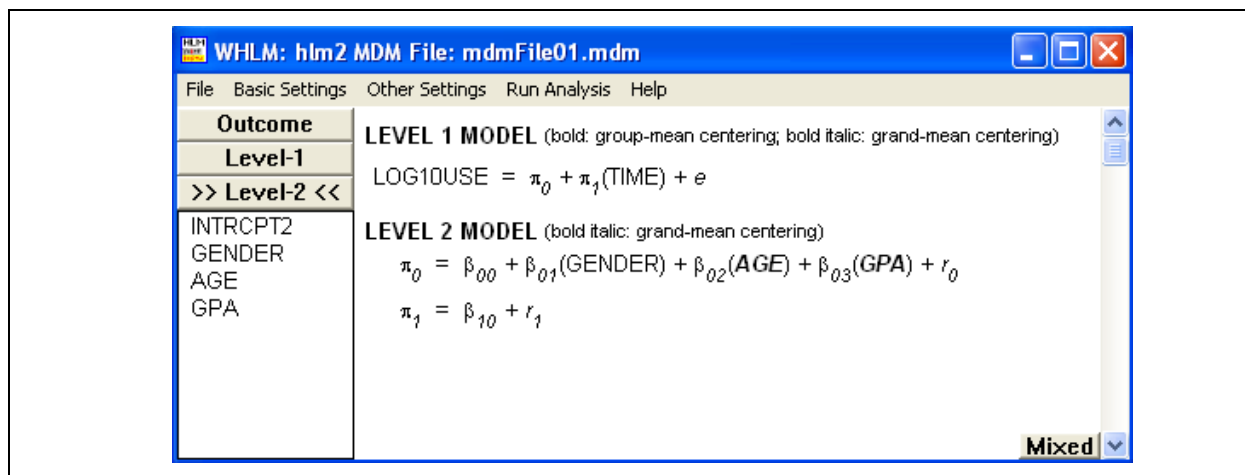 WHLM: hlm2 MDM File: mdmFile01.mdm
File Basic Settings Other Settings Run Analysis Help
Outcome
Level-1
>> Level-2 <<
INTRCPT2
GENDER
AGE
GPA
LEVEL 1 MODEL (bold: group-mean centering; bold italic: grand-mean centering)
LOG10USE = π₀ + π₁(TIME) + e
LEVEL 2 MODEL (bold italic: grand-mean centering)
π₀ = β₀₀ + β₀₁(GENDER) + β₀₂(AGE) + β₀₃(GPA) + r₀
π₁ = β₁₀ + r₁
Mixed